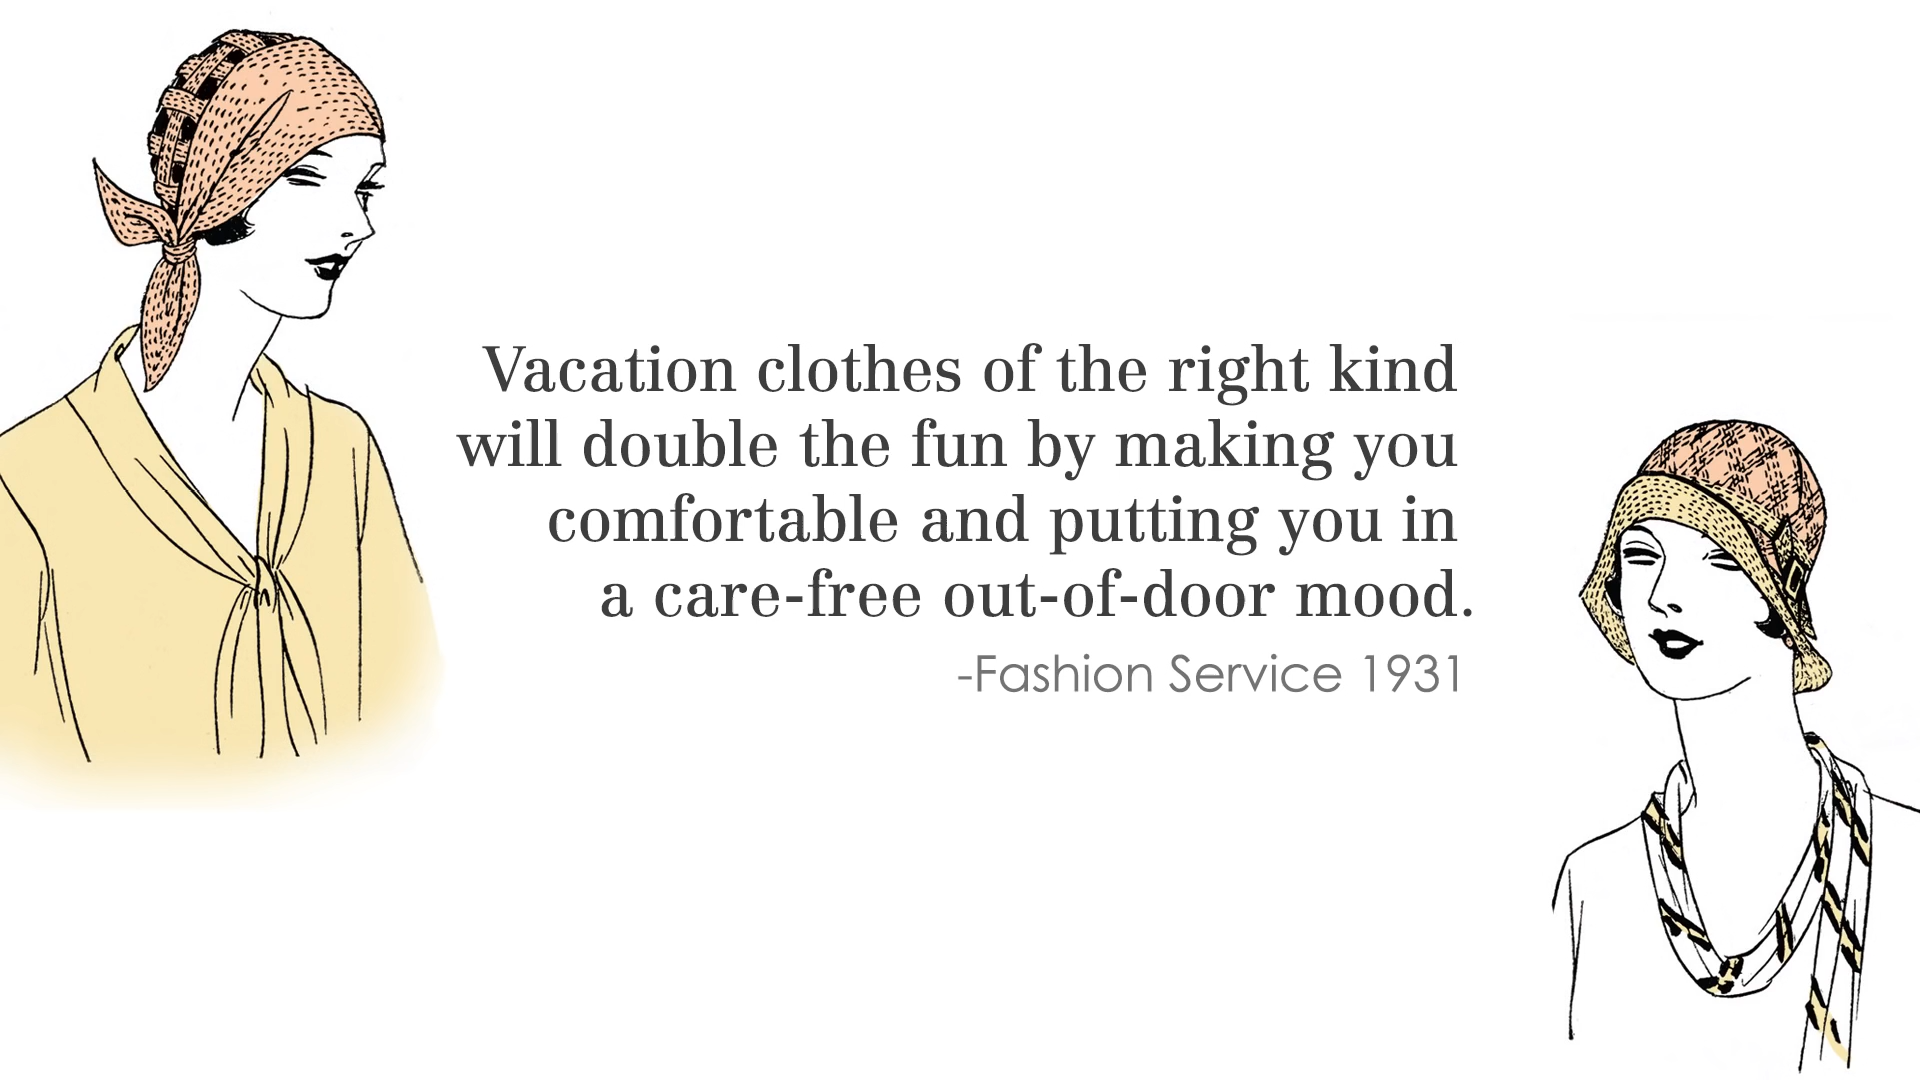 Vacation clothes of the right kind
will double the fun by making you
comfortable and putting you in
a care-free out-of-door mood.
-Fashion Service 1931